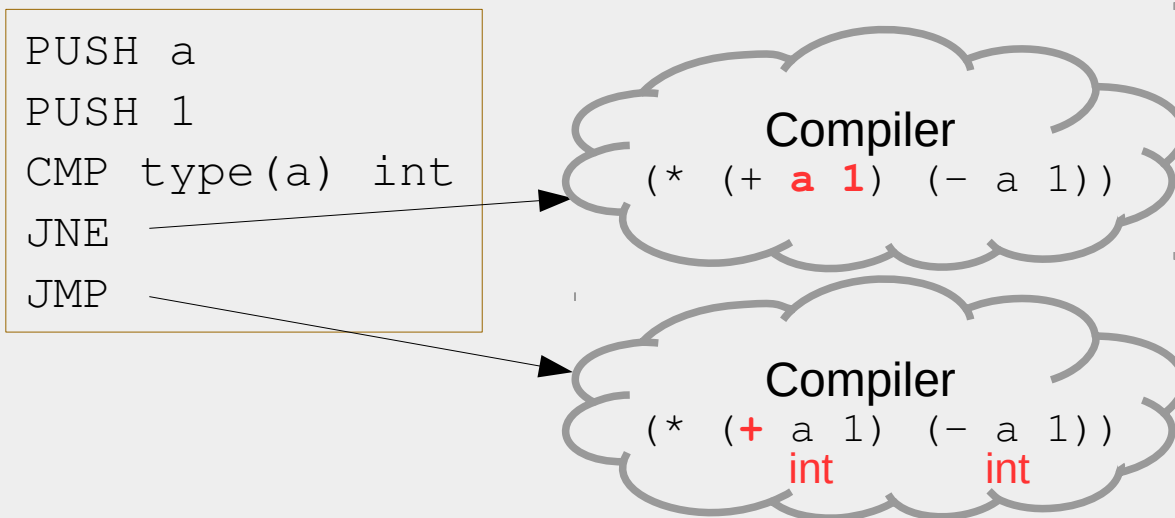 PUSH a
PUSH 1
CMP type(a) int
JNE
JMP
Compiler
(* (+ a 1) (- a 1))
Compiler
(* (+ a 1) (- a 1))
int int